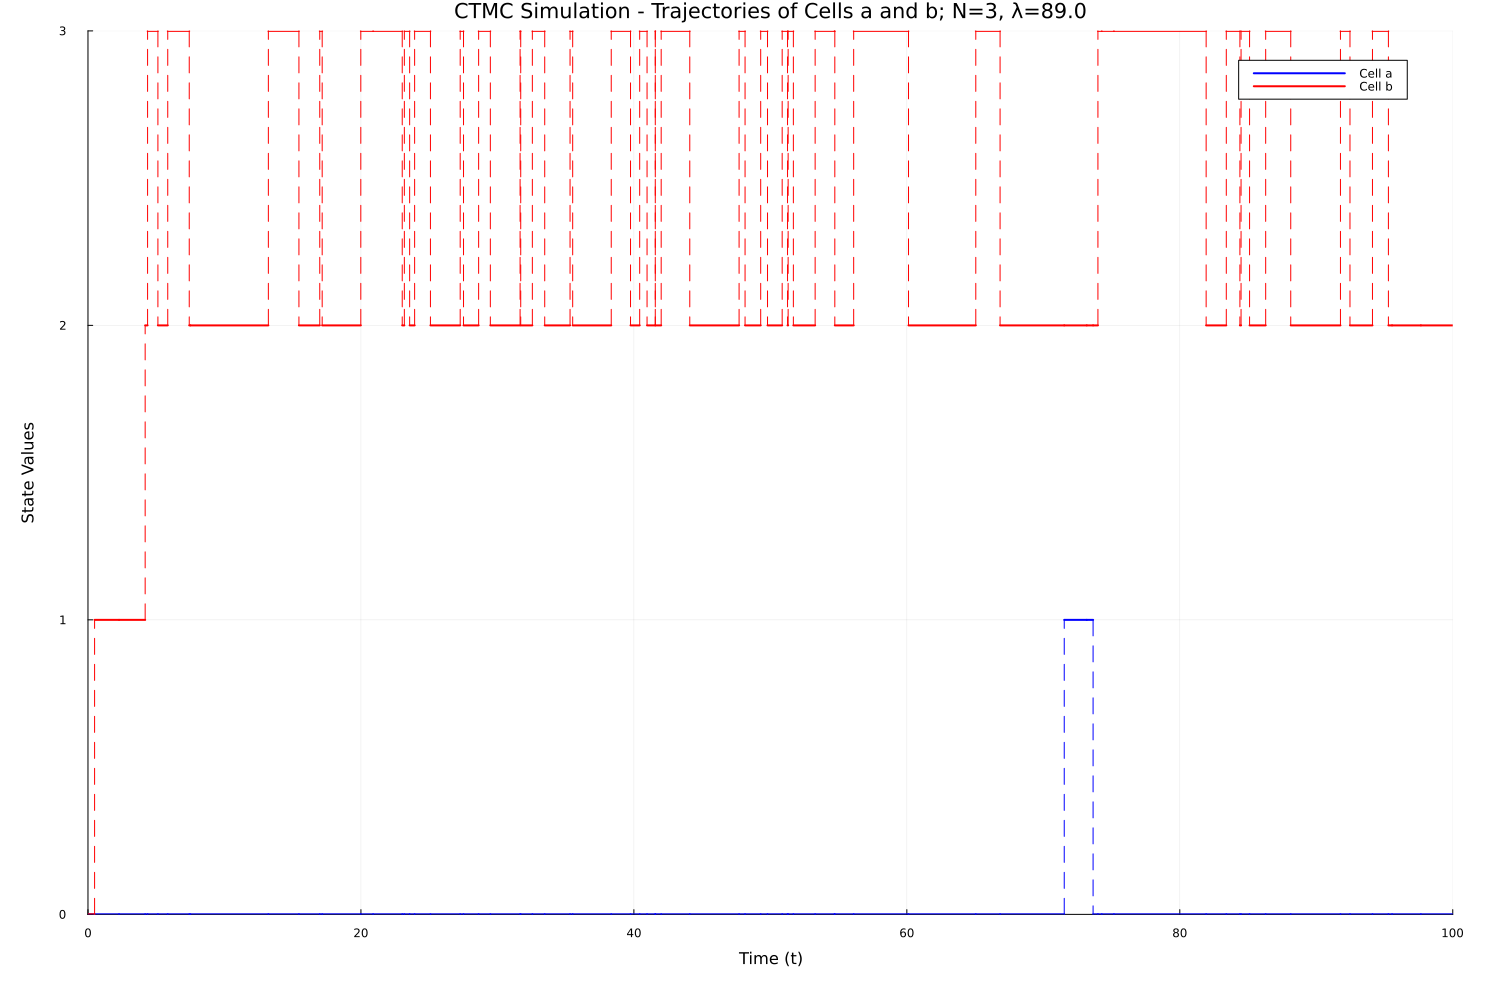 CTMC Simulation - Trajectories of Cells a and b; N=3, λ=89.0
3
Cell a
Cell b
2
State Values
1
0
0 20 40 60 80 100
Time (t)